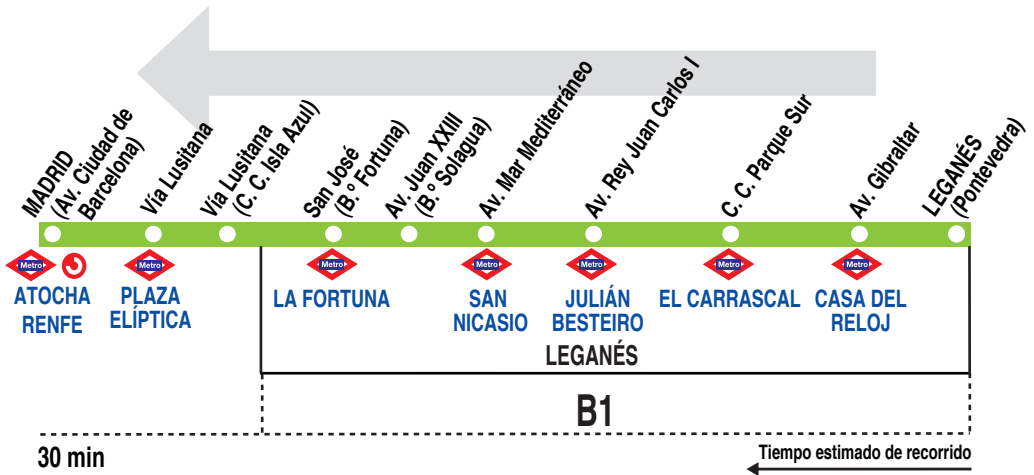 MADRID
(Av. Ciudad de
Barcelona)
Vía Lusitana
Vía Lusitana
(C. C. Isla Azul)
San José
(B.º Fortuna)
Av. Juan XXIII
(B.º Solagua)
Av. Mar Mediterráneo
Av. Rey Juan Carlos I
C. C. Parque Sur
Av. Gibraltar
LEGANÉS
(Pontevedra)
Metro
Metro
Metro
Metro
Metro
Metro
Metro
ATOCHA
RENFE
PLAZA
ELÍPTICA
LA FORTUNA
SAN
NICASIO
JULIÁN
BESTEIRO
EL CARRASCAL
CASA DEL
RELOJ
LEGANÉS
B1
30 min
Tiempo estimado de recorrido